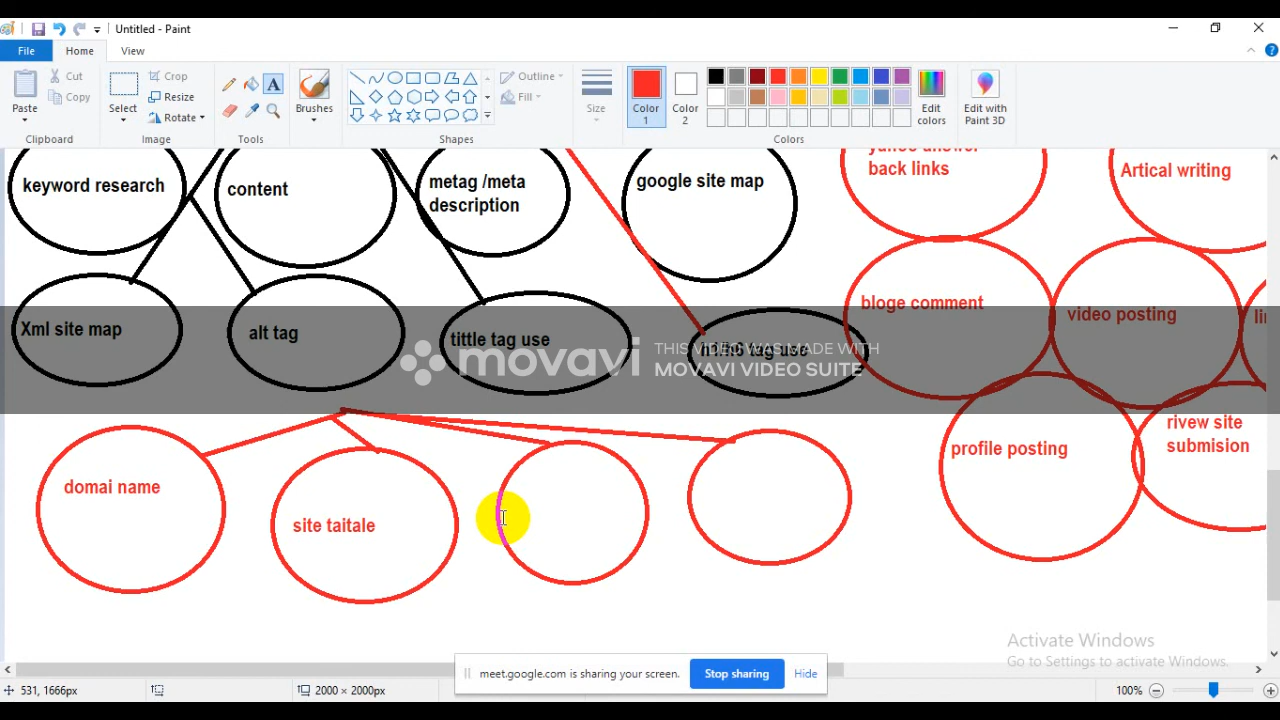 Untitled - Paint
File
Home
View
Paste
Cut
Copy
Clipboard
Select
Crop
Resize
Rotate
Image
Tools
Brushes
Shapes
Outline
Fill
Size
Color 1
Color 2
Edit colors
Edit with Paint 3D
Colors
keyword research
content
metag /meta
description
google site map
back links
Artical writing
Xml site map
alt tag
tittle tag use
tag use
bloge comment
video posting
movavi
THIS VIDEO WAS MADE WITH
MOVAVI VIDEO SUITE
domai name
site taitale
profile posting
rivew site
submision
Activate Windows
Go to Settings to activate Windows.
meet.google.com is sharing your screen.
Stop sharing
Hide
531, 1666px
2000 × 2000px
100%